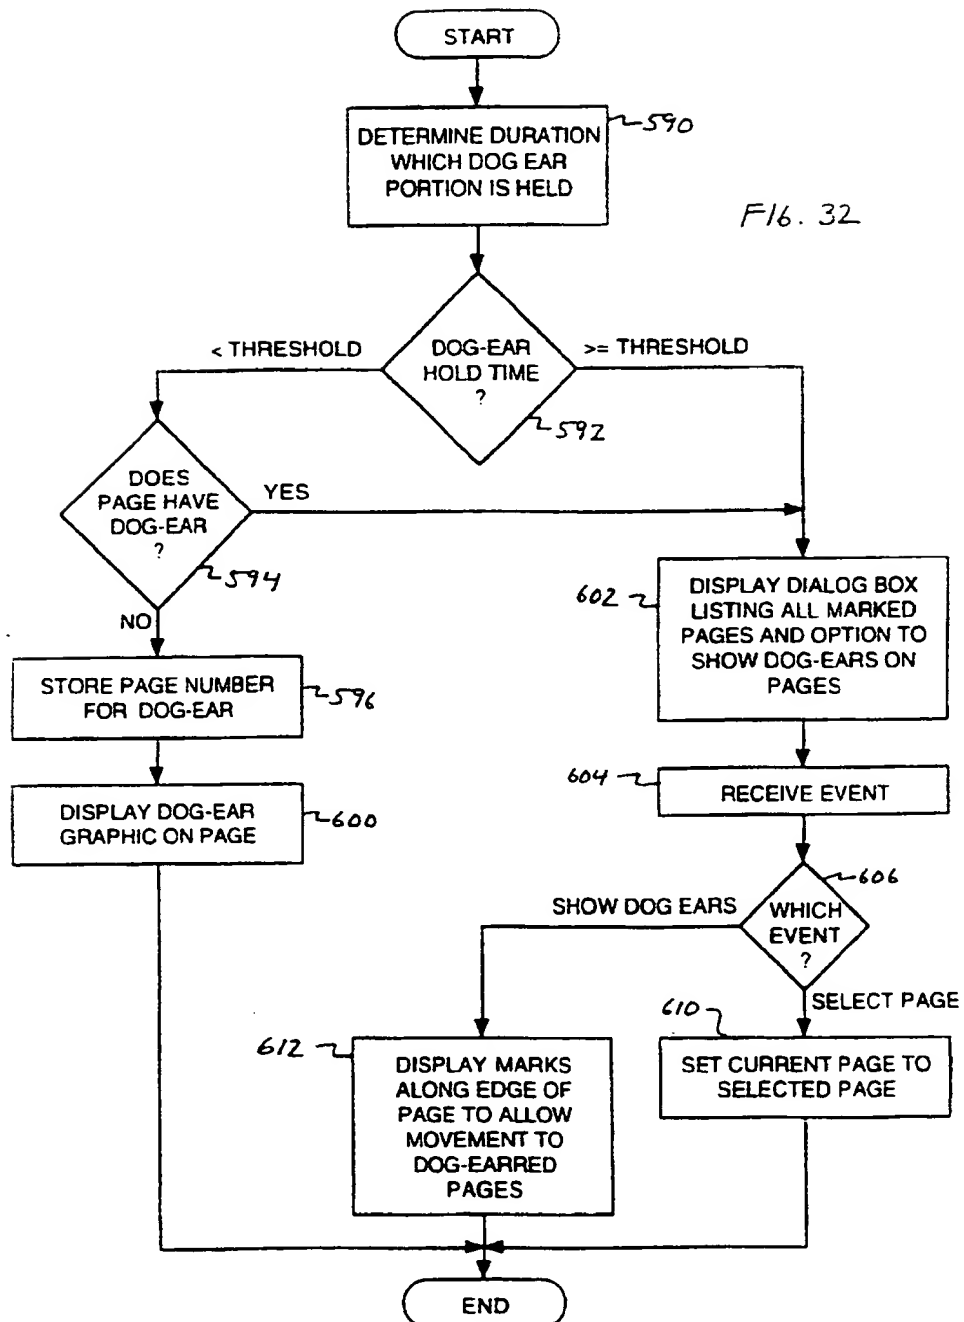 START
DETERMINE DURATION
WHICH DOG EAR
PORTION IS HELD
590
FIG. 32
< THRESHOLD
DOG-EAR
HOLD TIME
?
>= THRESHOLD
592
DOES
PAGE HAVE
DOG-EAR
?
YES
594
NO
STORE PAGE NUMBER
FOR DOG-EAR
596
DISPLAY DOG-EAR
GRAPHIC ON PAGE
600
602
DISPLAY DIALOG BOX
LISTING ALL MARKED
PAGES AND OPTION TO
SHOW DOG-EARS ON
PAGES
604
RECEIVE EVENT
606
SHOW DOG EARS
WHICH
EVENT
?
SELECT PAGE
610
SET CURRENT PAGE TO
SELECTED PAGE
612
DISPLAY MARKS
ALONG EDGE OF
PAGE TO ALLOW
MOVEMENT TO
DOG-EARRED
PAGES
END